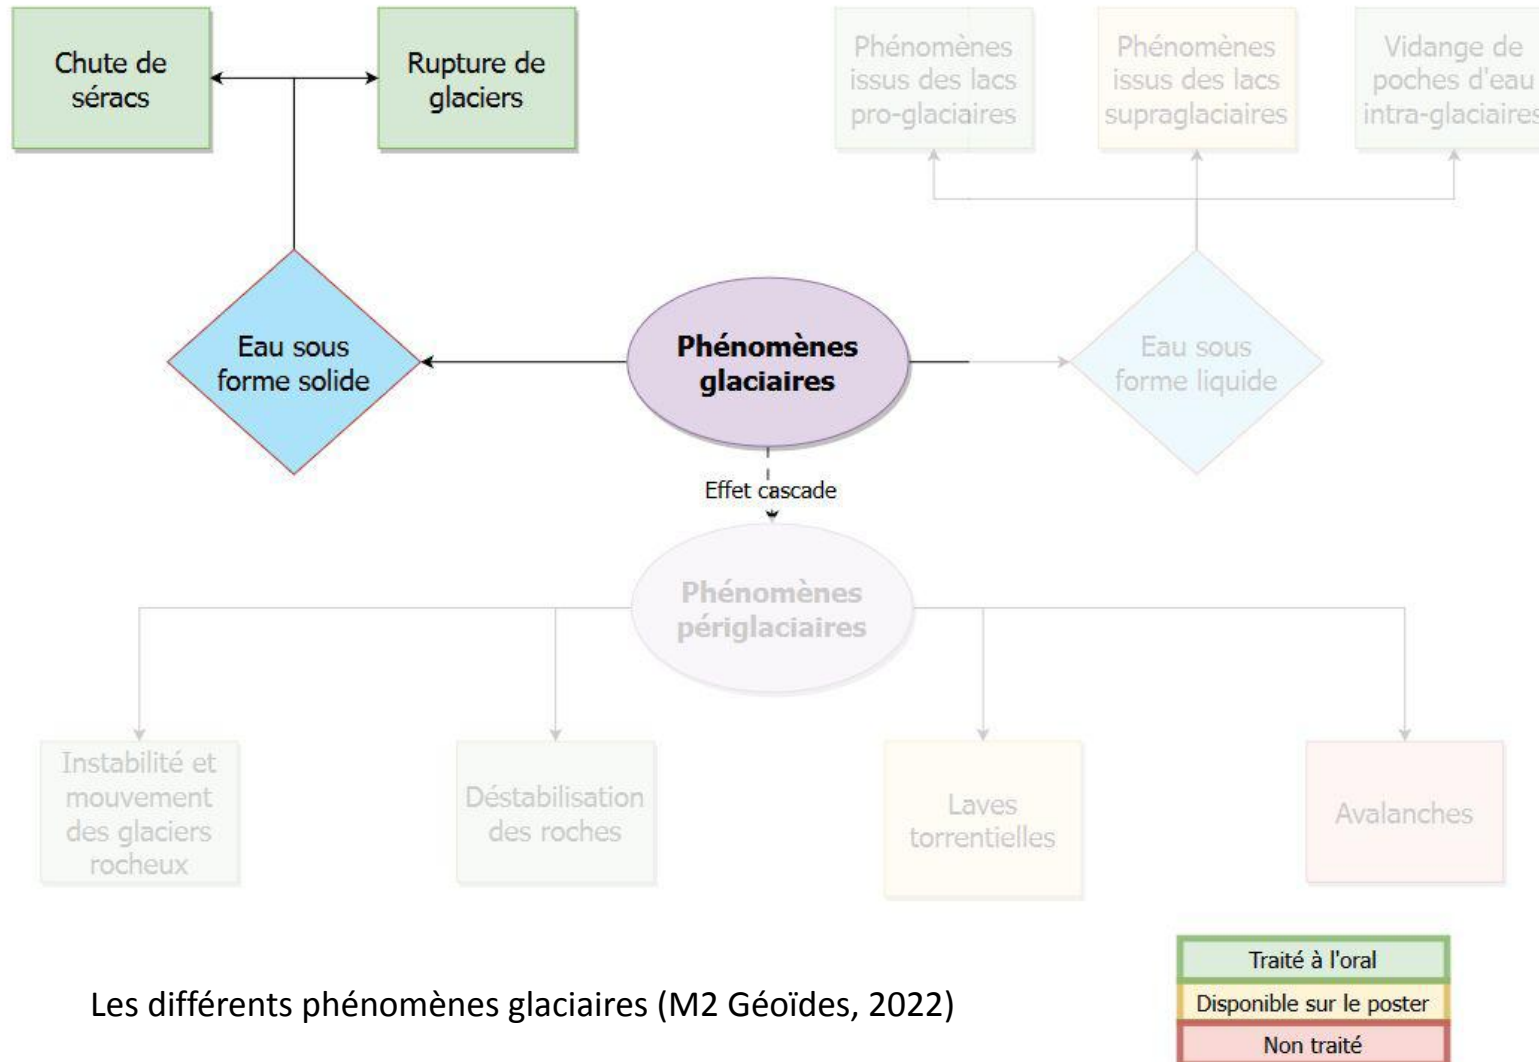 Chute de
séracs
Rupture de
glaciers
Phénomènes
issus des lacs
pro-glaciaires
Phénomènes
issus des lacs
supraglaciaires
Vidange de
poches d'eau
intra-glaciaires
Eau sous
forme solide
Phénomènes
glaciaires
Eau sous
forme liquide
Effet cascade
Phénomènes
périglaciaires
Instabilité et
mouvement
des glaciers
rocheux
Déstabilisation
des roches
Laves
torrentielles
Avalanches
Traité à l'oral
Disponible sur le poster
Non traité
Les différents phénomènes glaciaires (M2 Géoïdes, 2022)